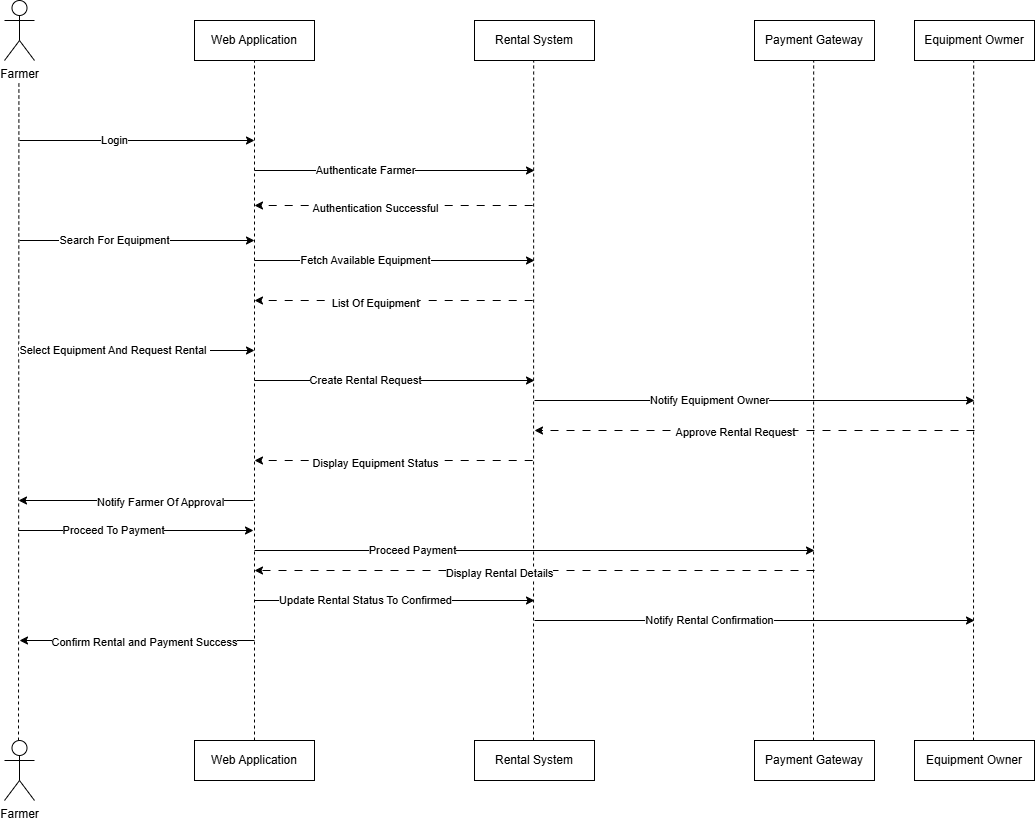 Farmer
Web Application
Rental System
Payment Gateway
Equipment Owner
Login
Authenticate Farmer
Authentication Successful
Search For Equipment
Fetch Available Equipment
List Of Equipment
Select Equipment And Request Rental
Create Rental Request
Notify Equipment Owner
Approve Rental Request
Display Equipment Status
Notify Farmer Of Approval
Proceed To Payment
Proceed Payment
Display Rental Details
Update Rental Status To Confirmed
Notify Rental Confirmation
Confirm Rental and Payment Success
Web Application
Rental System
Payment Gateway
Equipment Owner
Farmer